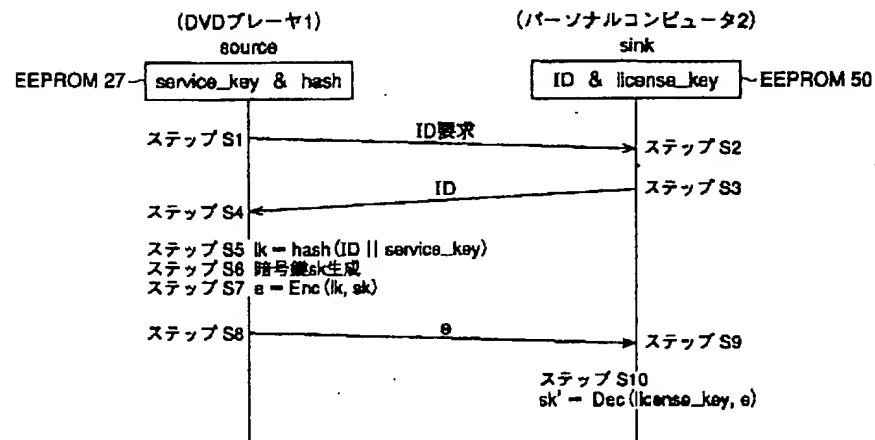 (DVDプレーヤ1)
source
(パーソナルコンピュータ2)
sink
EEPROM 27
service_key & hash
ID & license_key
EEPROM 50
ステップ S1
ID要求
ステップ S2
ID
ステップ S3
ステップ S4
ステップ S5 lk = hash (ID || service_key)
ステップ S6 暗号鍵sk生成
ステップ S7 e = Enc (lk, sk)
ステップ S8
e
ステップ S9
ステップ S10
sk' = Dec (license_key, e)